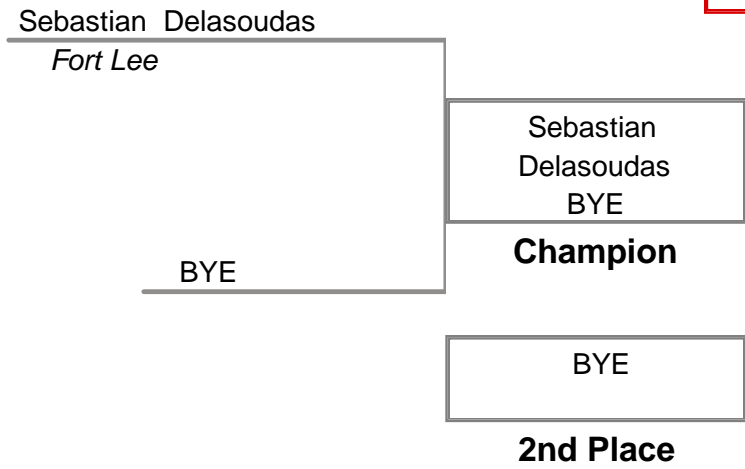 Sebastian Delasoudas
Fort Lee
Sebastian
Delasoudas
BYE
Champion
BYE
BYE
2nd Place